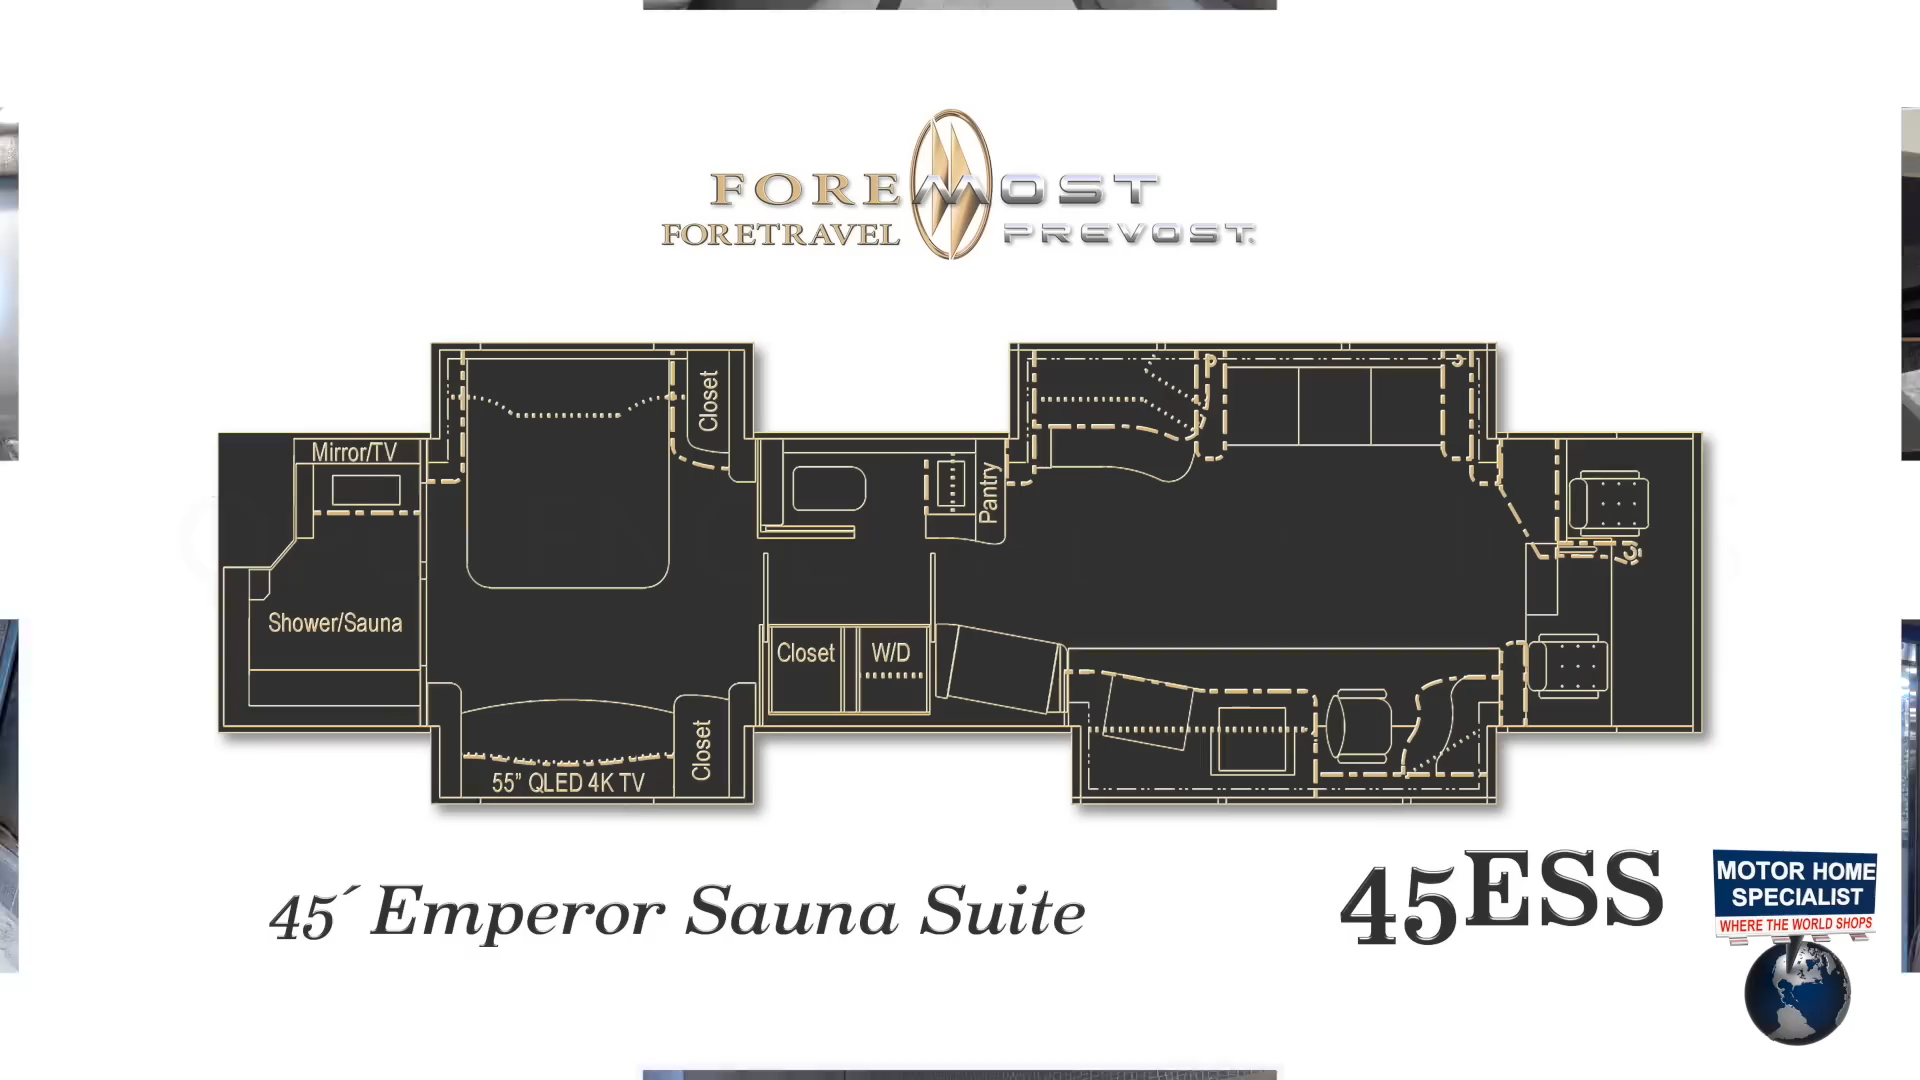 FOREMOST
FORETRAVEL PREVOST.
Closet
Mirror/TV
Pantry
Shower/Sauna
Closet
W/D
Closet
55” QLED 4K TV
45´ Emperor Sauna Suite
45ESS
MOTOR HOME
SPECIALIST
WHERE THE WORLD SHOPS